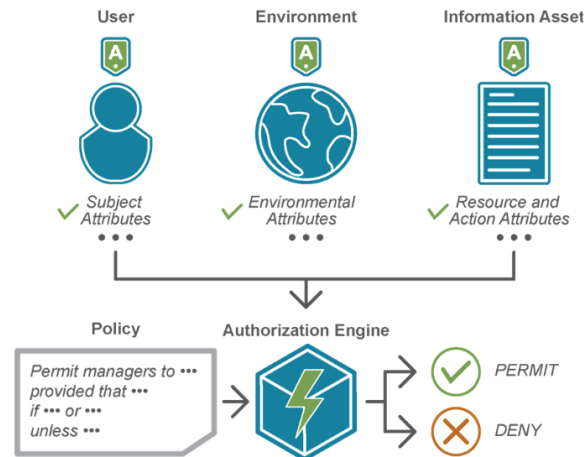 User
Environment
Information Asset
A
A
A
Subject
Attributes
•••
Environmental
Attributes
•••
Resource and
Action Attributes
•••
Policy
Authorization Engine
Permit managers to •••
provided that •••
if ••• or •••
unless •••
PERMIT
DENY